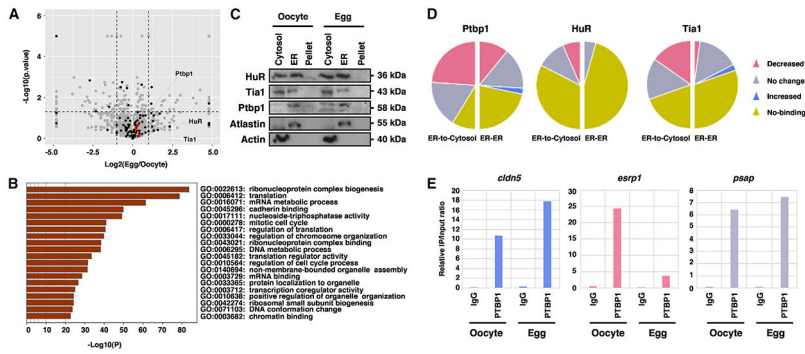 A
-Log10(p.value)
6
4
3
2
1
0
Ptbp1
HuR
Tia1
-5.0
-2.5
0.0
2.5
5.0
Log2(Egg/Oocyte)
B
GO:0022613: ribonucleoprotein complex biogenesis
GO:0006412: translation
GO:0016071: mRNA metabolic process
GO:0045296: cadherin binding
GO:0017111: nucleoside-triphosphatase activity
GO:0000278: mitotic cell cycle
GO:0006417: regulation of translation
GO:0033044: regulation of chromosome organization
GO:0043021: ribonucleoprotein complex binding
GO:0006295: DNA metabolic process
GO:0045182: translation regulator activity
GO:0010564: regulation of cell cycle process
GO:0140694: non-membrane-bounded organelle assembly
GO:0003729: mRNA binding
GO:0033365: protein localization to organelle
GO:0003712: transcription coregulator activity
GO:0010638: positive regulation of organelle organization
GO:0042274: ribosomal small subunit biogenesis
GO:0071103: DNA conformation change
GO:0003682: chromatin binding
0 10 20 30 40 50 60 70 80
-Log10(P)
C
Oocyte Egg
Cytosol ER Pellet Cytosol ER Pellet
HuR 36 kDa
Tia1 43 kDa
Ptbp1 58 kDa
Atlastin 55 kDa
Actin 40 kDa
D
Ptbp1 HuR Tia1
ER-to-Cytosol ER-ER ER-to-Cytosol ER-ER ER-to-Cytosol ER-ER
Decreased
No change
Increased
No-binding
E
cldn5
Relative IP/Input ratio
20
18
16
14
12
10
8
6
4
2
0
IgG PTBP1 IgG PTBP1
Oocyte Egg
esrp1
30
25
20
15
10
5
0
IgG PTBP1 IgG PTBP1
Oocyte Egg
psap
8
7
6
5
4
3
2
1
0
IgG PTBP1 IgG PTBP1
Oocyte Egg